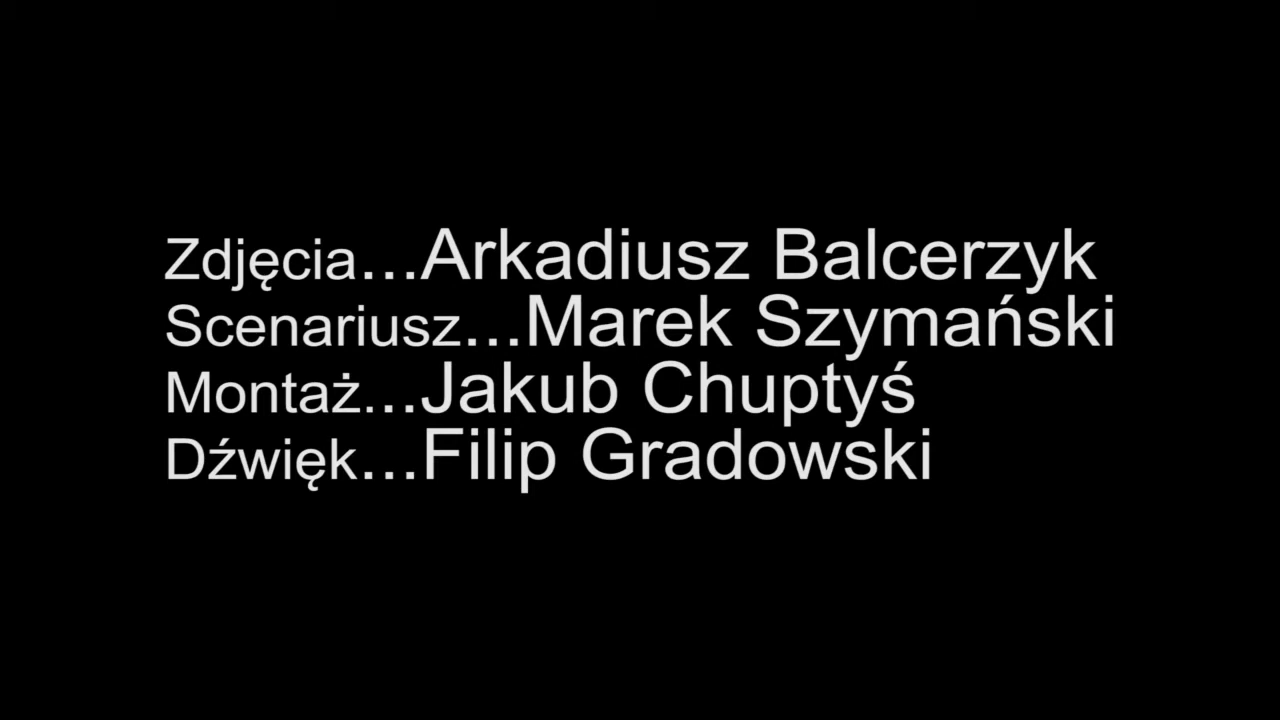 Zdjęcia...Arkadiusz Balcerzyk
Scenariusz...Marek Szymański
Montaż...Jakub Chuptyś
Dźwięk...Filip Gradowski